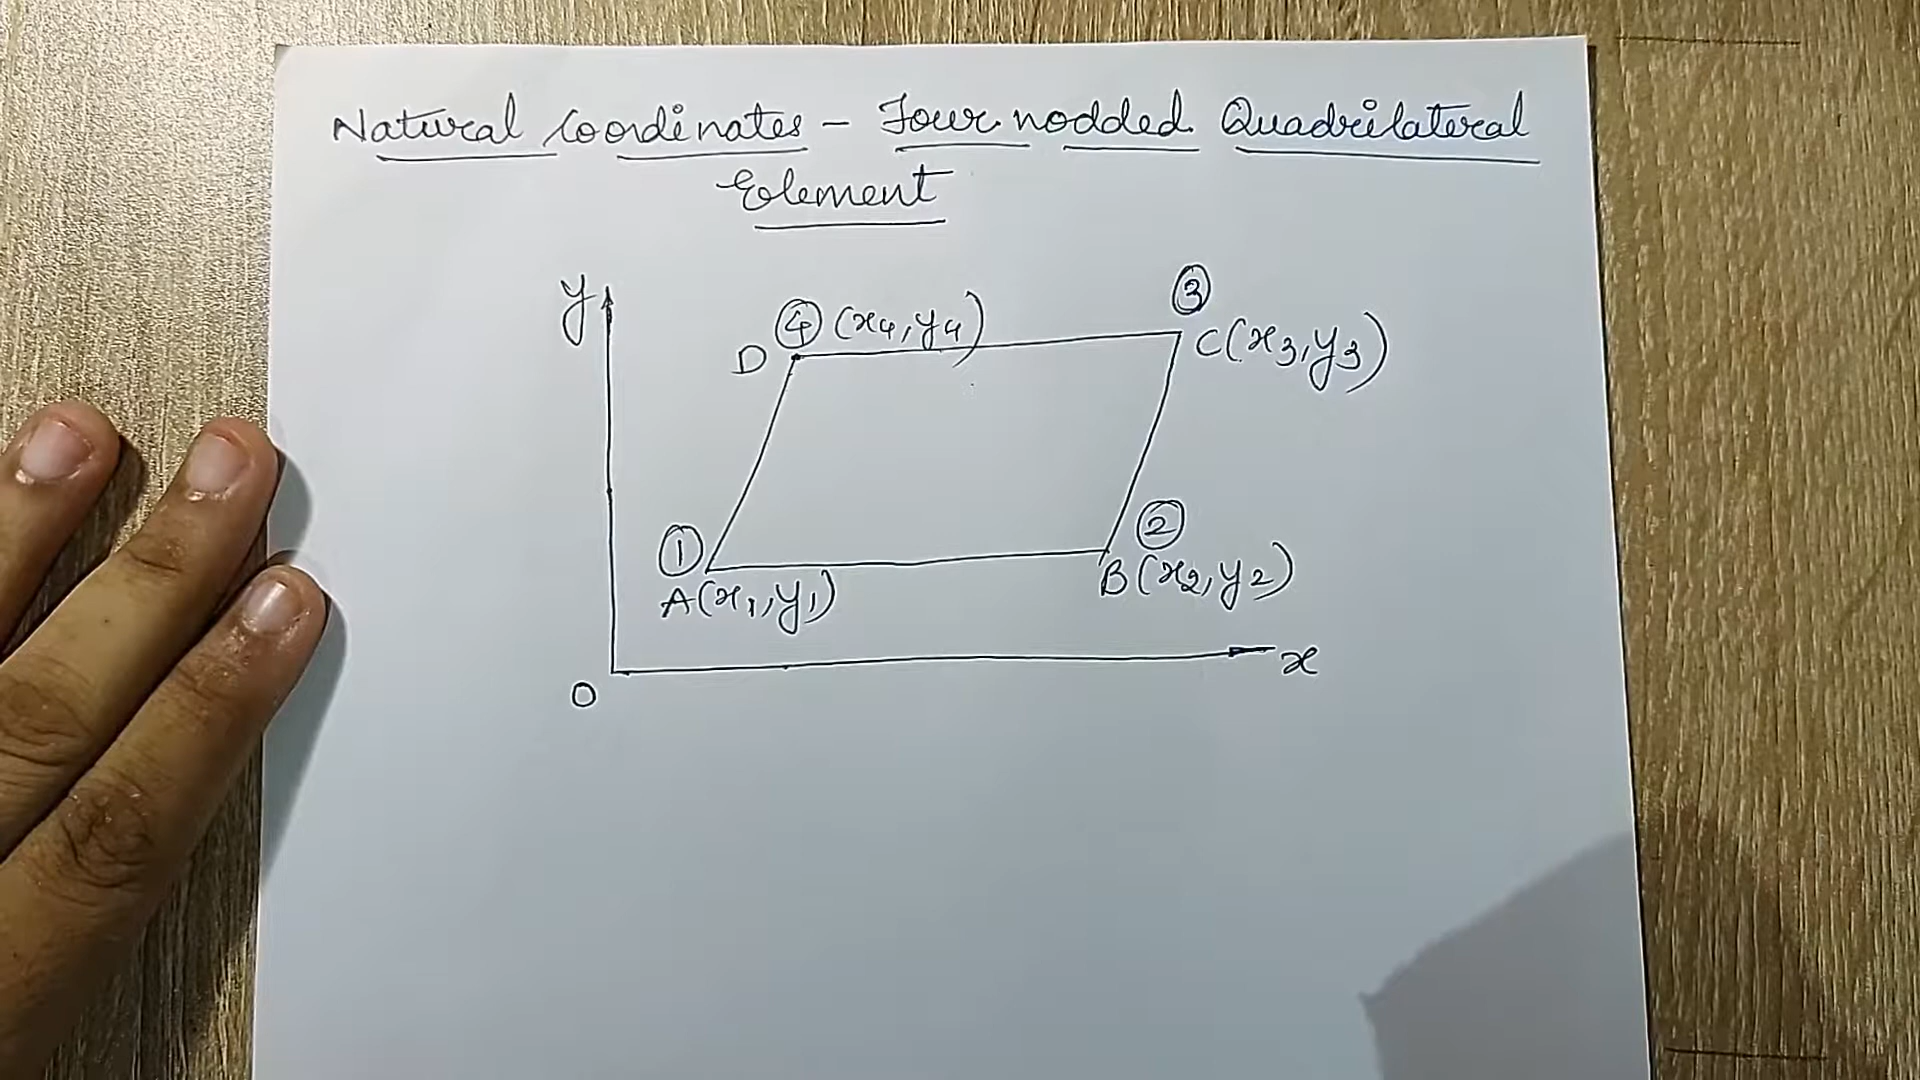 Natural Coordinates - Four nodded Quadrilateral
Element
y
④ (x4, y4)
③
D
C(x3, y3)
①
②
A(x1, y1)
B(x2, y2)
x
O